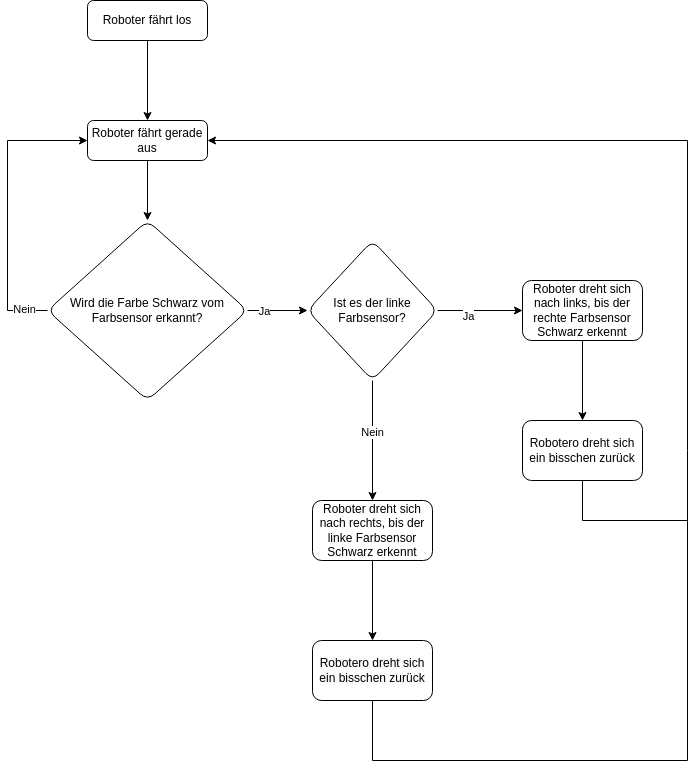 Roboter fährt los
Roboter fährt gerade
aus
Wird die Farbe Schwarz vom
Farbsensor erkannt?
Nein
Ja
Ist es der linke
Farbsensor?
Ja
Roboter dreht sich
nach links, bis der
rechte Farbsensor
Schwarz erkennt
Robotero dreht sich
ein bisschen zurück
Nein
Roboter dreht sich
nach rechts, bis der
linke Farbsensor
Schwarz erkennt
Robotero dreht sich
ein bisschen zurück